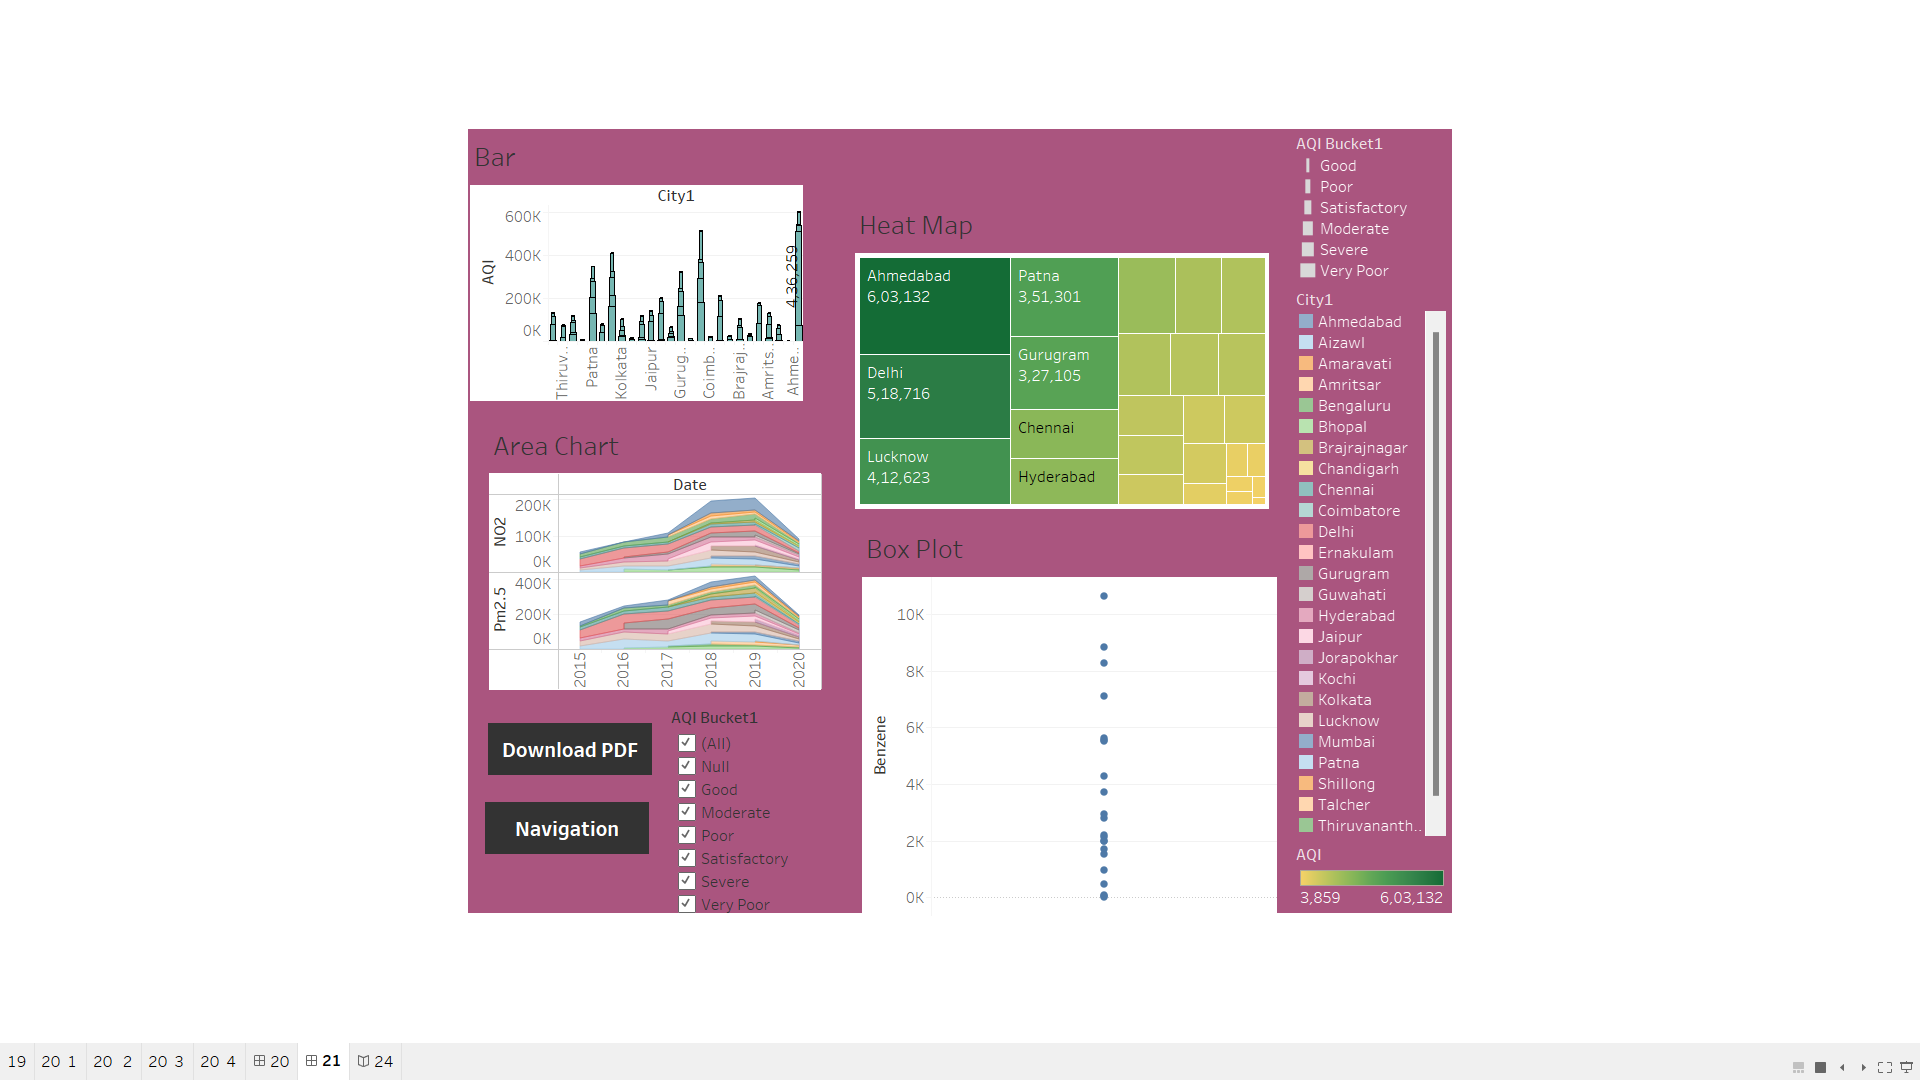 Bar
City1
AQI
600K
400K
200K
0K
4,36,259
Thiruv..
Patna
Kolkata
Jaipur
Gurug..
Coimb..
Brajraj..
Amrits..
Ahme..
Area Chart
Date
NO2
200K
100K
0K
Pm2.5
400K
200K
0K
2015
2016
2017
2018
2019
2020
Download PDF
Navigation
AQI Bucket1
(All)
Null
Good
Moderate
Poor
Satisfactory
Severe
Very Poor
Heat Map
Ahmedabad
6,03,132
Delhi
5,18,716
Lucknow
4,12,623
Patna
3,51,301
Gurugram
3,27,105
Chennai
Hyderabad
Box Plot
Benzene
10K
8K
6K
4K
2K
0K
AQI Bucket1
Good
Poor
Satisfactory
Moderate
Severe
Very Poor
City1
Ahmedabad
Aizawl
Amaravati
Amritsar
Bengaluru
Bhopal
Brajrajnagar
Chandigarh
Chennai
Coimbatore
Delhi
Ernakulam
Gurugram
Guwahati
Hyderabad
Jaipur
Jorapokhar
Kochi
Kolkata
Lucknow
Mumbai
Patna
Shillong
Talcher
Thiruvananth..
AQI
3,859 6,03,132
19 20 1 20 2 20 3 20 4 20 21 24